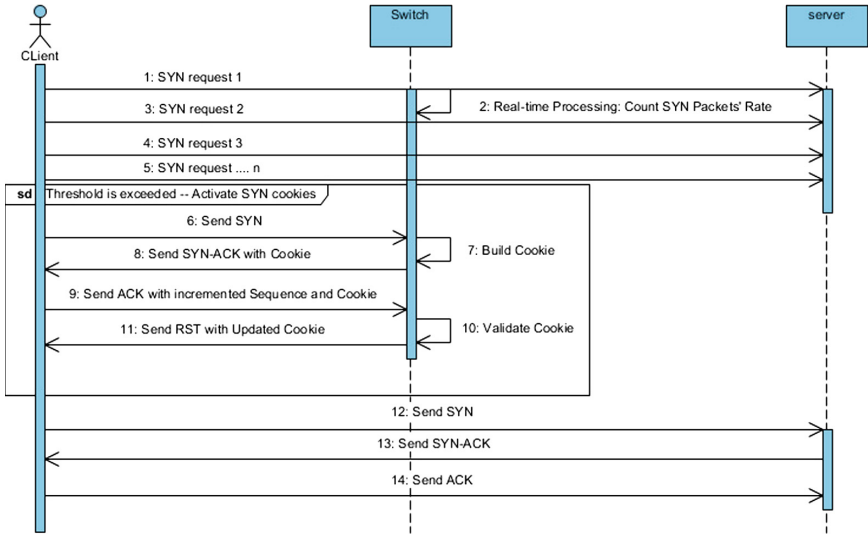 Switch
server
CLient
1: SYN request 1
2: Real-time Processing: Count SYN Packets' Rate
3: SYN request 2
4: SYN request 3
5: SYN request .... n
sd Threshold is exceeded -- Activate SYN cookies
6: Send SYN
7: Build Cookie
8: Send SYN-ACK with Cookie
9: Send ACK with incremented Sequence and Cookie
10: Validate Cookie
11: Send RST with Updated Cookie
12: Send SYN
13: Send SYN-ACK
14: Send ACK